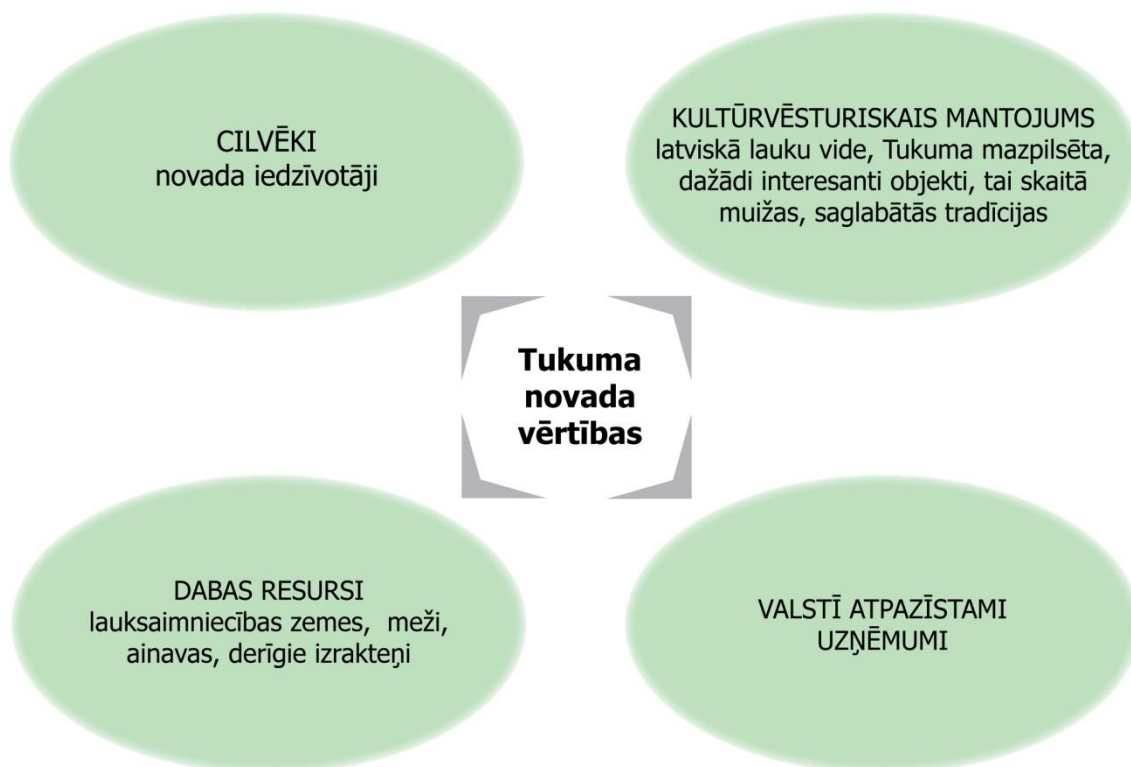 CILVĒKI
novada iedzīvotāji
KULTŪRVĒSTURISKAIS MANTOJUMS
latviskā lauku vide, Tukuma mazpilsēta,
dažādi interesanti objekti, tai skaitā
muižas, saglabātās tradīcijas
Tukuma
novada
vērtības
DABAS RESURSI
lauksaimniecības zemes, meži,
ainavas, derīgie izrakteņi
VALSTĪ ATPAZĪSTAMI
UZŅĒMUMI